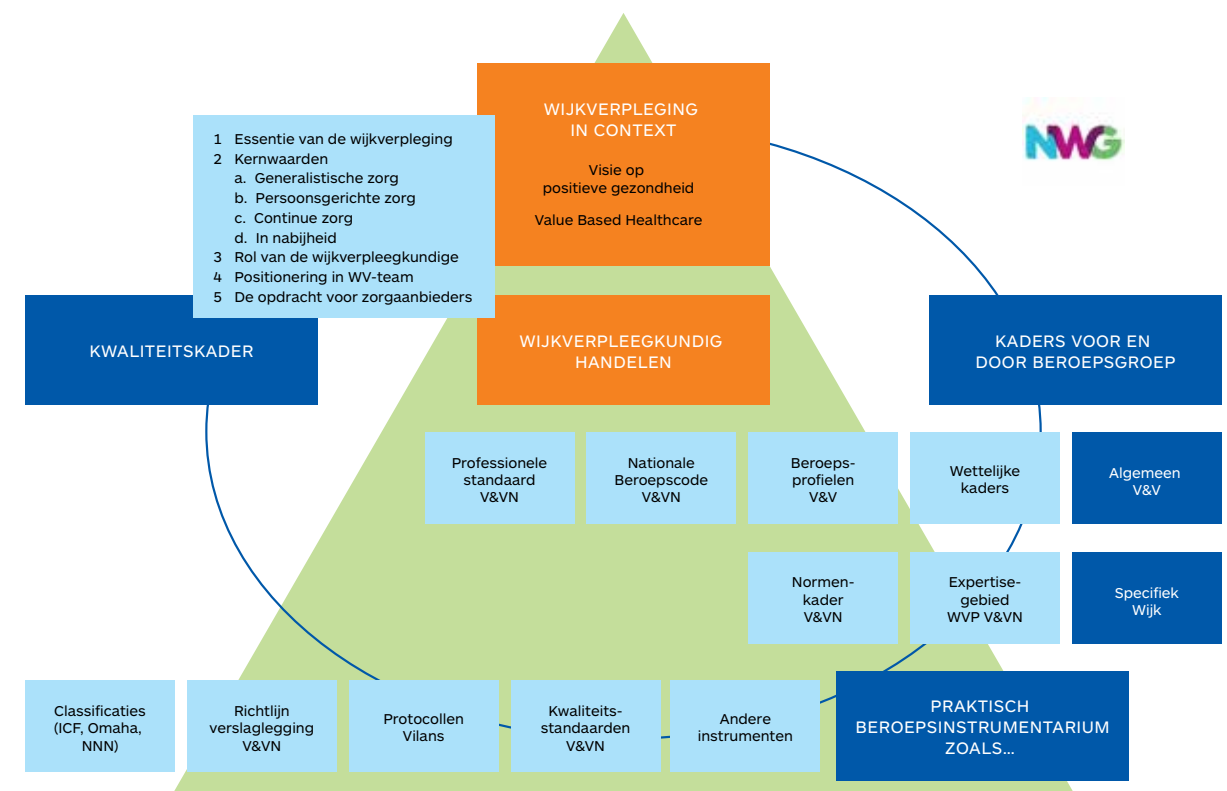 WIJKVERPLEGING
IN CONTEXT
Visie op
positieve gezondheid
Value Based Healthcare
NWG
1 Essentie van de wijkverpleging
2 Kernwaarden
a. Generalistische zorg
b. Persoonsgerichte zorg
c. Continue zorg
d. In nabijheid
3 Rol van de wijkverpleegkundige
4 Positionering in WV-team
5 De opdracht voor zorgaanbieders
KWALITEITSKADER
WIJKVERPLEEGKUNDIG
HANDELEN
KADERS VOOR EN
DOOR BEROEPSGROEP
Professionele
standaard
V&VN
Nationale
Beroepscode
V&VN
Beroeps-
profielen
V&V
Wettelijke
kaders
Algemeen
V&V
Normen-
kader
V&VN
Expertise-
gebied
WVP V&VN
Specifiek
Wijk
Classificaties
(ICF, Omaha,
NNN)
Richtlijn
verslaglegging
V&VN
Protocollen
Vilans
Kwaliteits-
standaarden
V&VN
Andere
instrumenten
PRAKTISCH
BEROEPSINSTRUMENTARIUM
ZOALS...